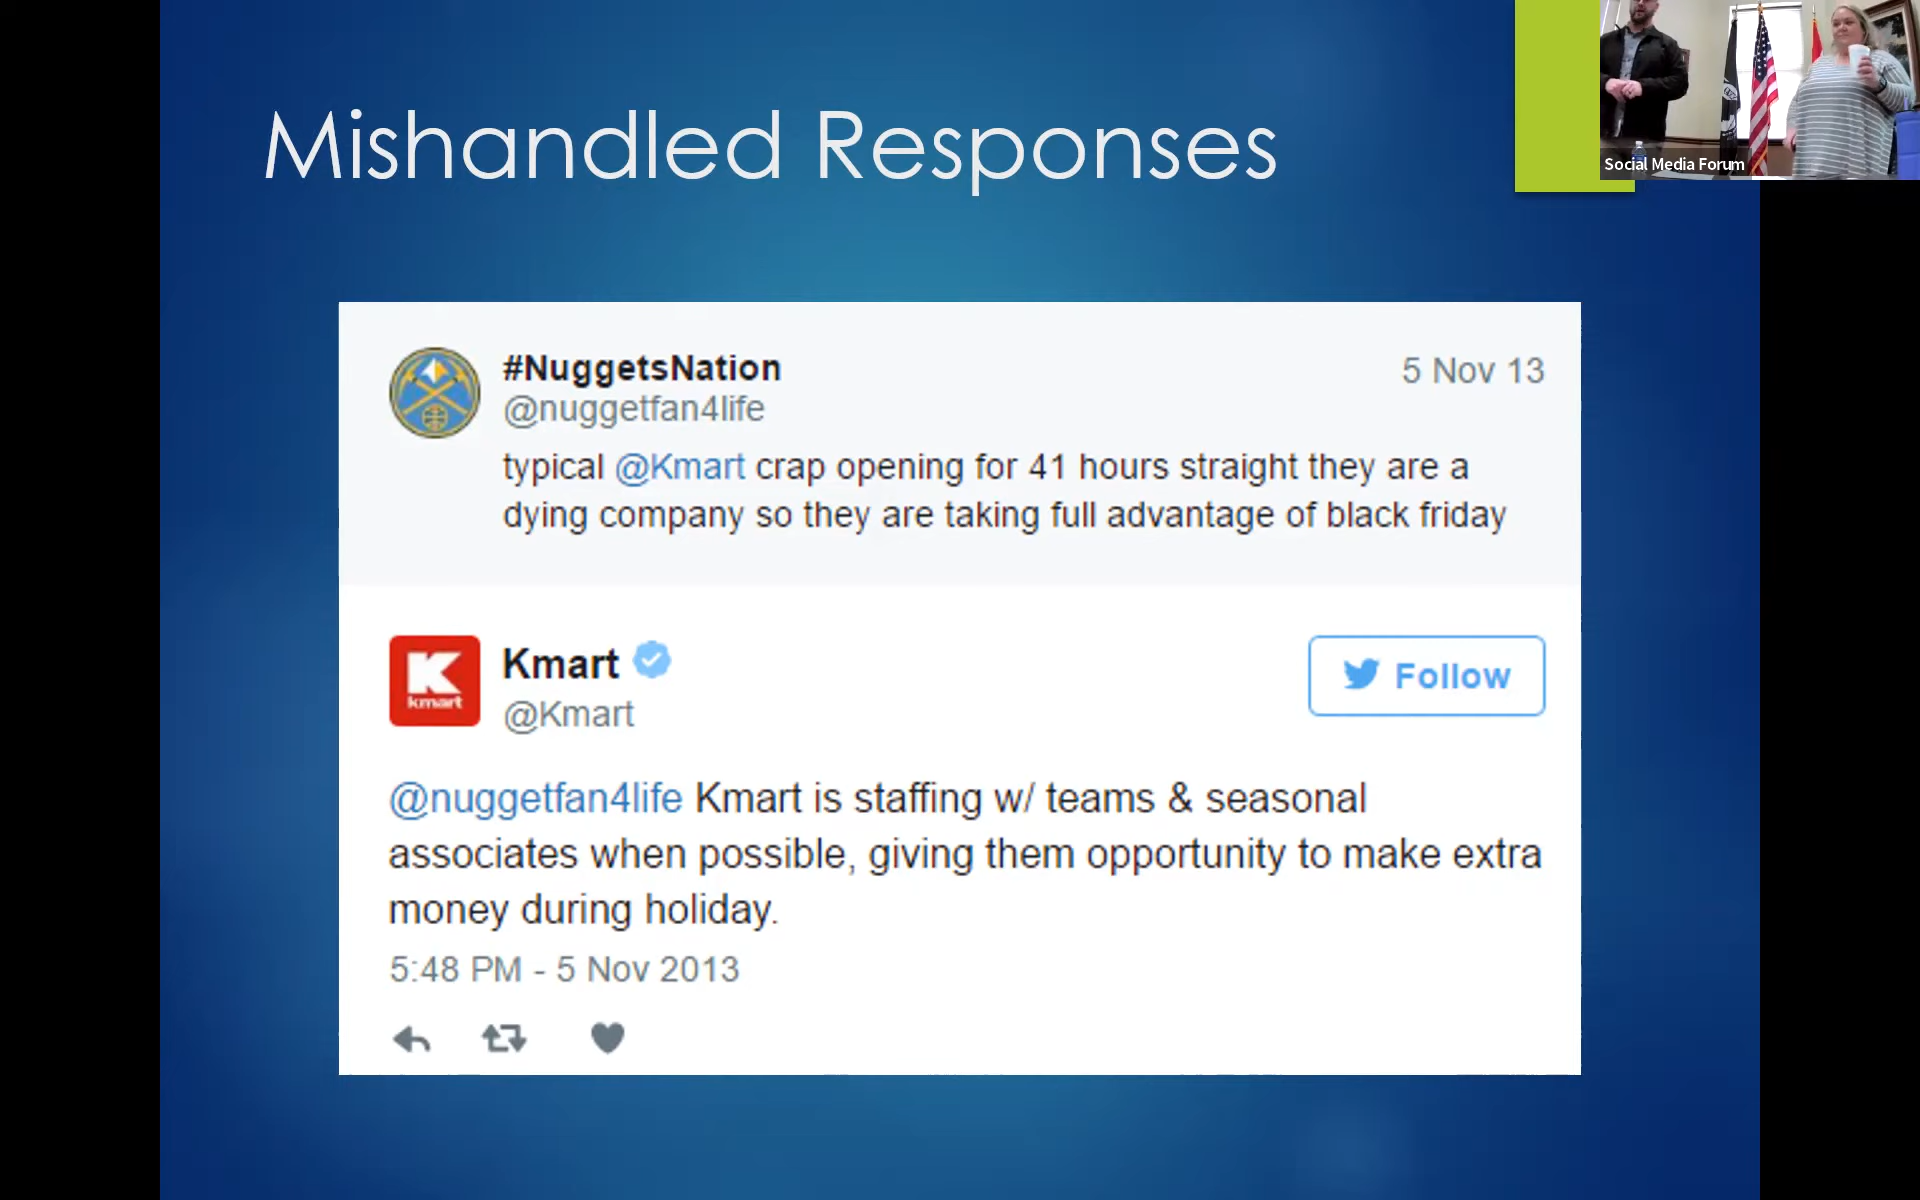 Mishandled Responses
Social Media Forum
#NuggetsNation
5 Nov 13
@nuggetfan4life
typical @Kmart crap opening for 41 hours straight they are a
dying company so they are taking full advantage of black friday
kmart
Kmart
Follow
@Kmart
@nuggetfan4life Kmart is staffing w/ teams & seasonal
associates when possible, giving them opportunity to make extra
money during holiday.
5:48 PM - 5 Nov 2013